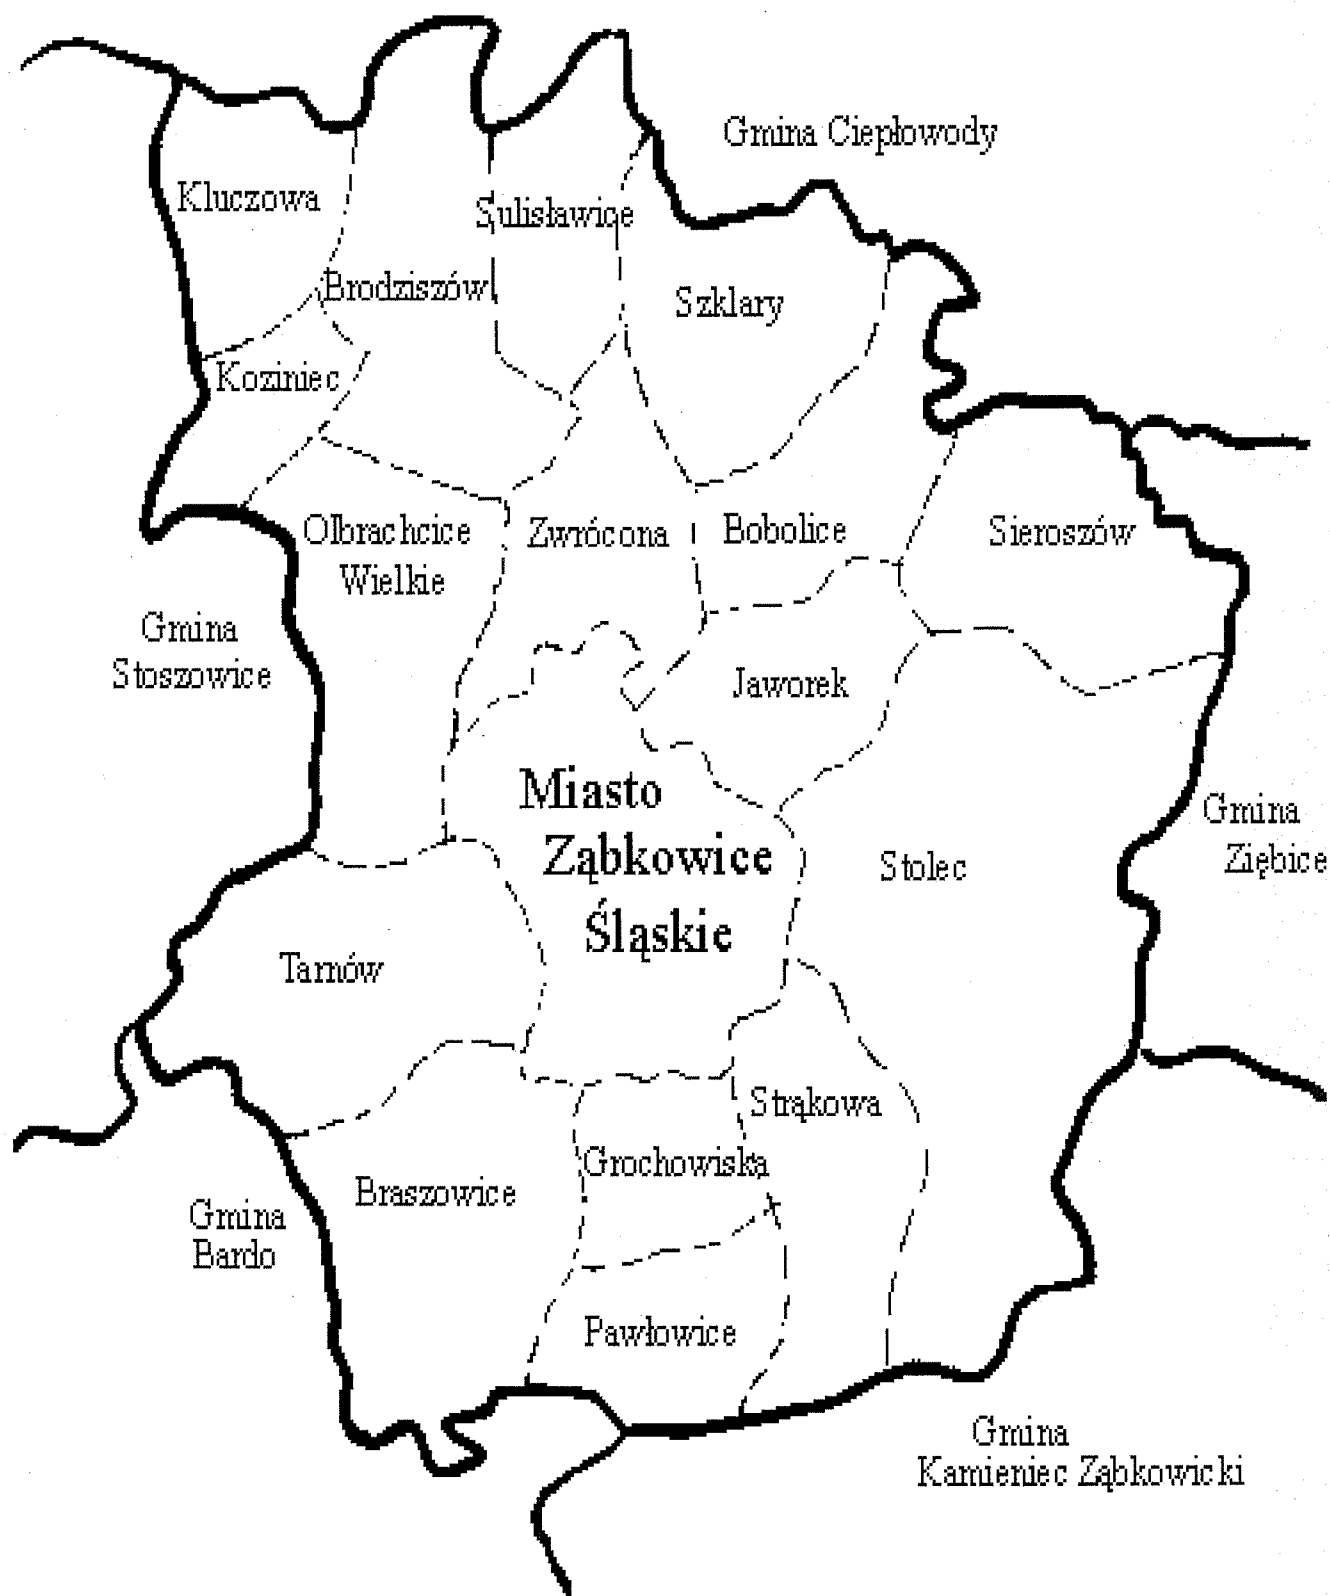 Gmina Ciepłowody
Kluczowa
Sulisławice
Brodziszów
Szklary
Koziniec
Olbrachcice
Wielkie
Zwrócona
Bobolice
Sieroszów
Gmina
Stoszowice
Jaworek
Miasto
Ząbkowice
Śląskie
Gmina
Ziębice
Stolec
Tarnów
Strąkowa
Grochowiska
Braszowice
Gmina
Bardo
Pawłowice
Gmina
Kamieniec Ząbkowicki